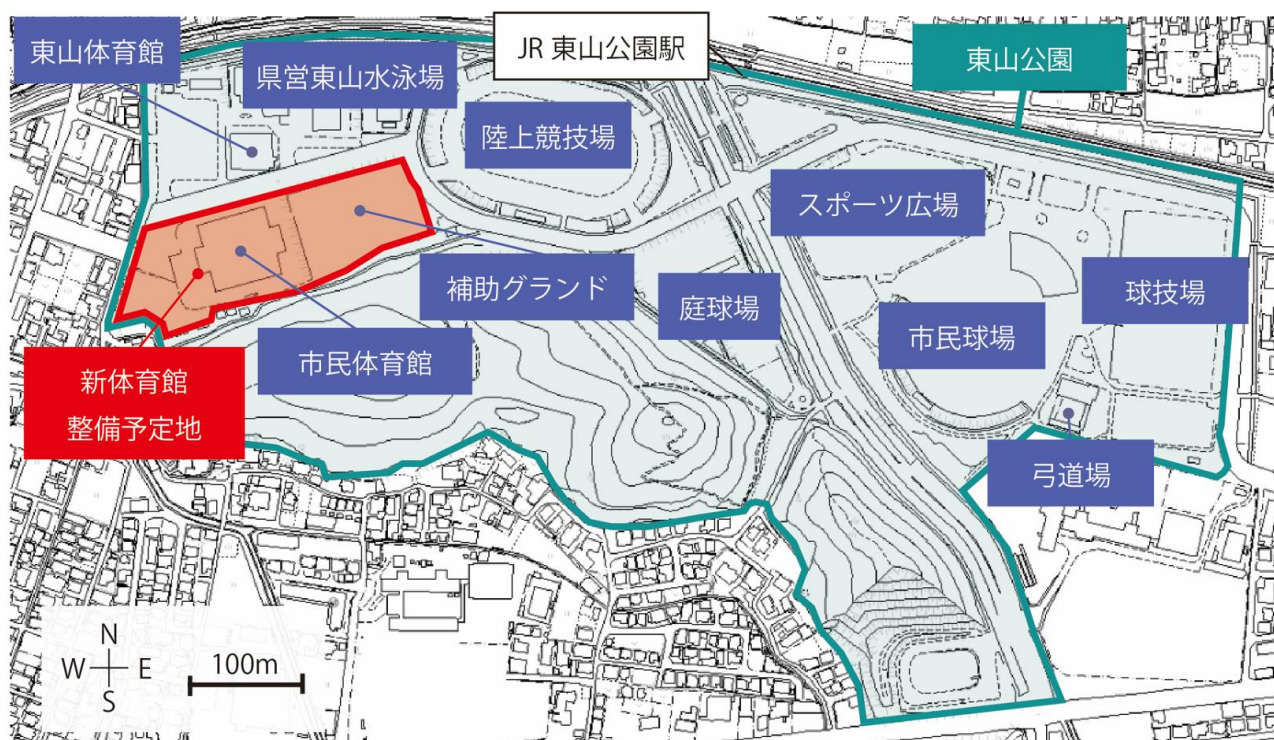 東山体育館
県営東山水泳場
JR 東山公園駅
東山公園
陸上競技場
スポーツ広場
補助グランド
庭球場
球技場
市民球場
市民体育館
新体育館
整備予定地
弓道場
N
W
E
S
100m